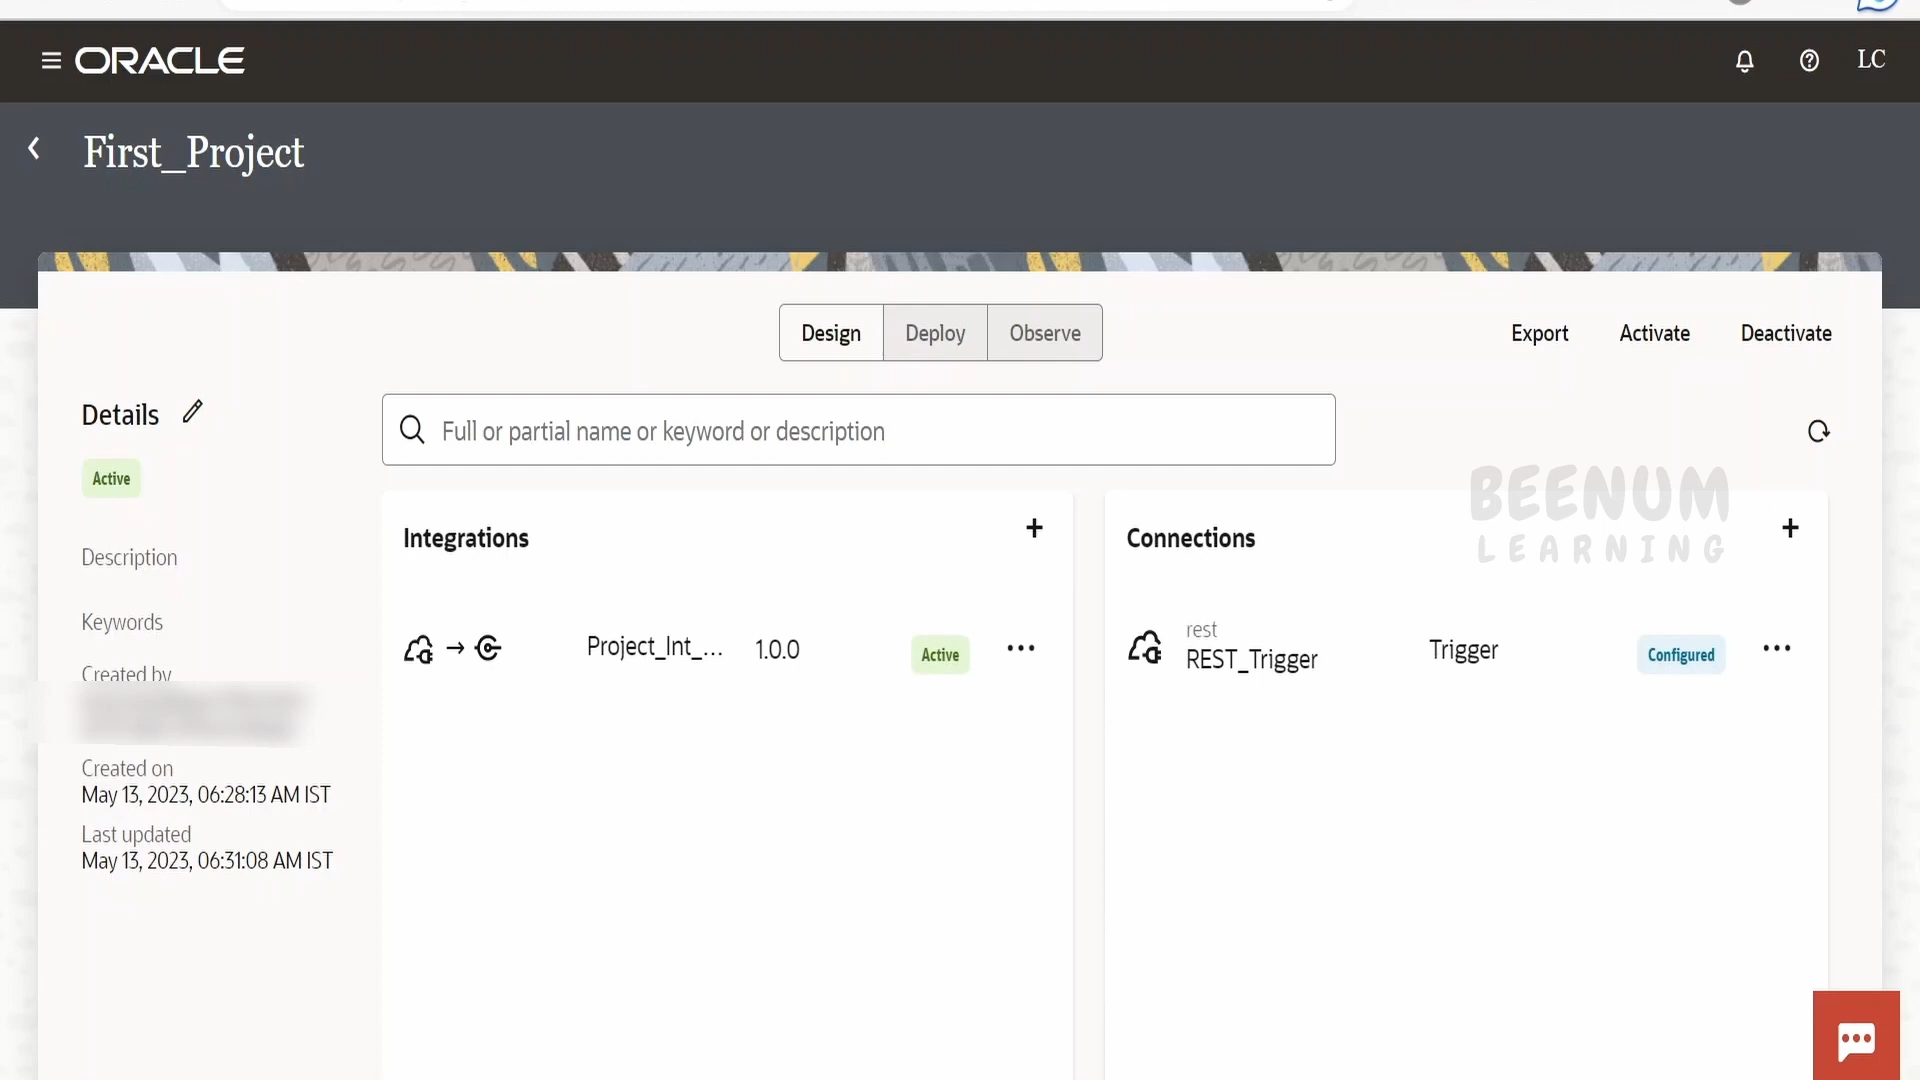 ORACLE
LC
First_Project
Design
Deploy
Observe
Export
Activate
Deactivate
Details
Full or partial name or keyword or description
Active
BEENUM
LEARNING
Integrations
Connections
Description
Keywords
Project_Int_...
1.0.0
Active
rest
REST_Trigger
Trigger
Configured
Created by
Created on
May 13, 2023, 06:28:13 AM IST
Last updated
May 13, 2023, 06:31:08 AM IST